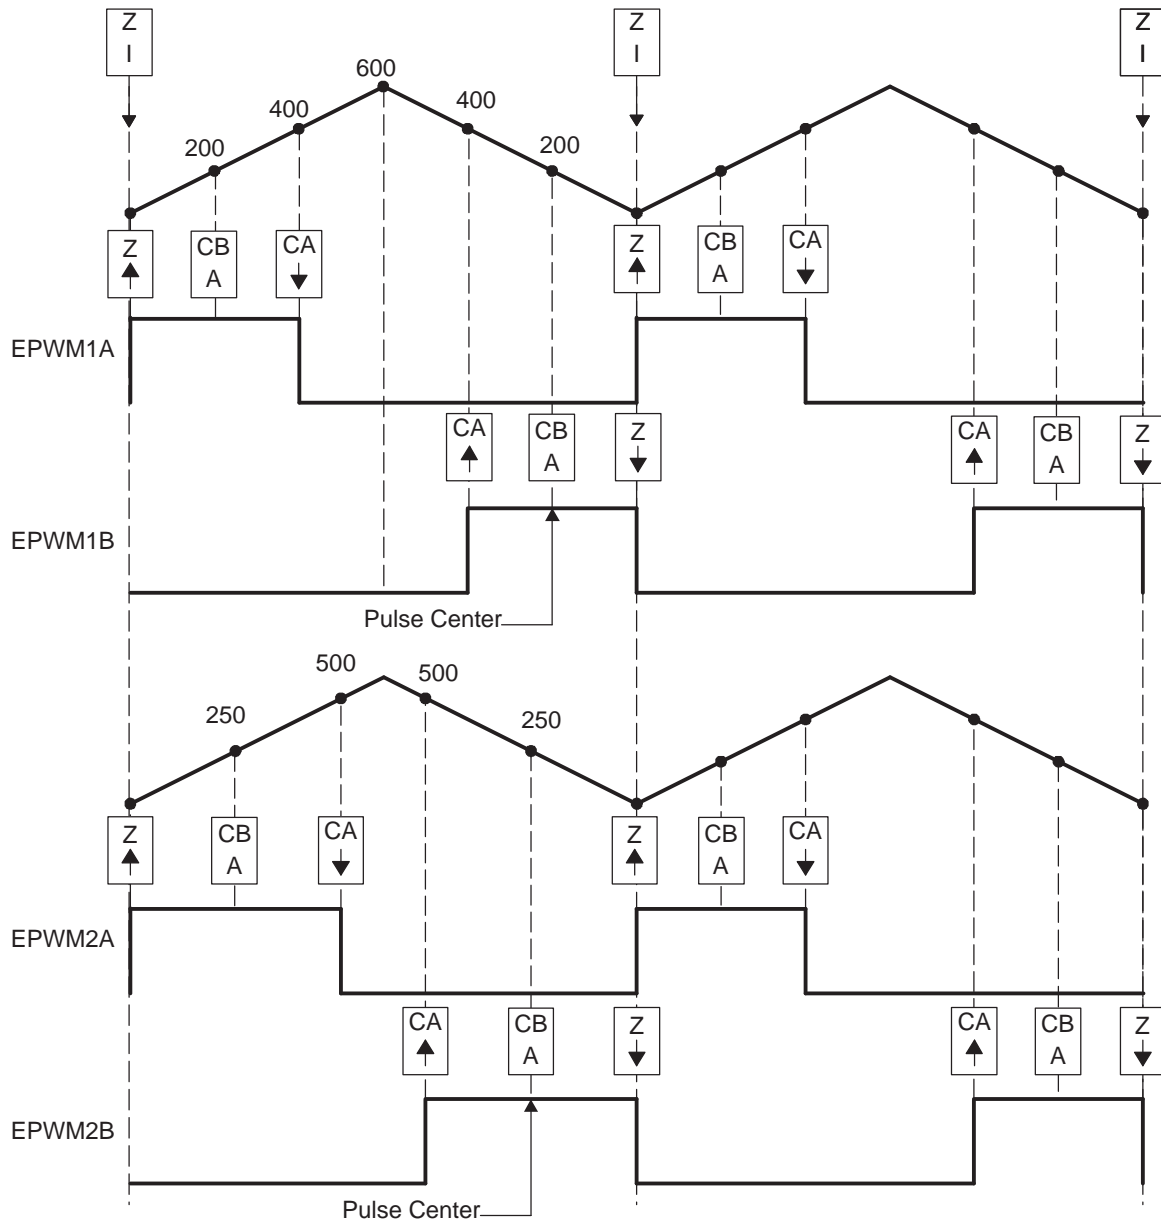 Z Z Z
I I I
600
400 400
200 200
Z CB CA Z CB CA
A A
EPWM1A
CA CB Z CA CB Z
A A
EPWM1B
Pulse Center
500 500
250 250
Z CB CA Z CB CA
A A
EPWM2A
CA CB Z CA CB Z
A A
EPWM2B
Pulse Center